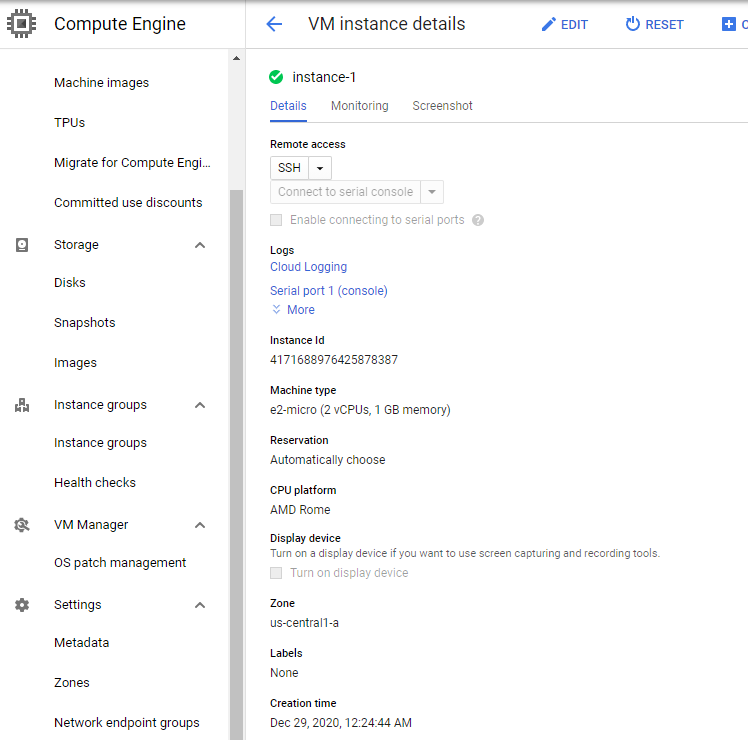 Compute Engine
Machine images
TPUs
Migrate for Compute Engi...
Committed use discounts
Storage
Disks
Snapshots
Images
Instance groups
Instance groups
Health checks
VM Manager
OS patch management
Settings
Metadata
Zones
Network endpoint groups
VM instance details
EDIT
RESET
C
instance-1
Details Monitoring Screenshot
Remote access
SSH
Connect to serial console
Enable connecting to serial ports ?
Logs
Cloud Logging
Serial port 1 (console)
More
Instance Id
4171688976425878387
Machine type
e2-micro (2 vCPUs, 1 GB memory)
Reservation
Automatically choose
CPU platform
AMD Rome
Display device
Turn on a display device if you want to use screen capturing and recording tools.
Turn on display device
Zone
us-central1-a
Labels
None
Creation time
Dec 29, 2020, 12:24:44 AM